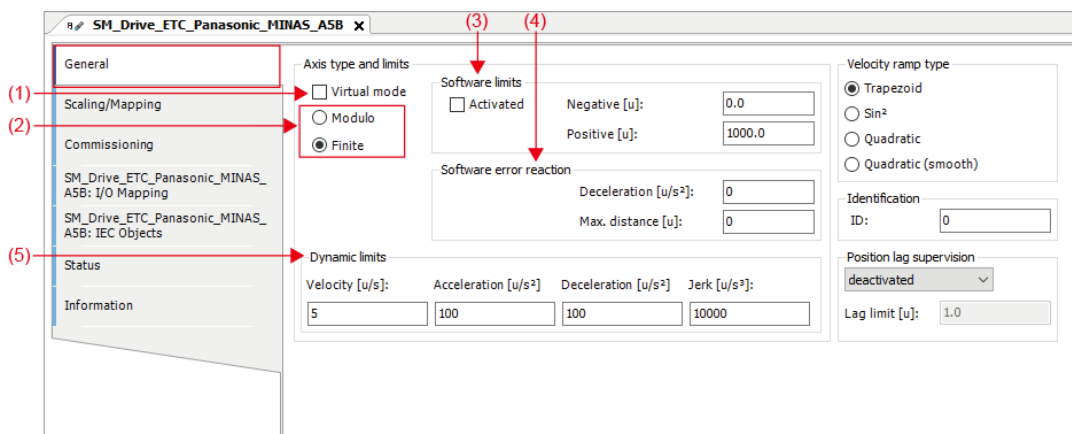 SM_Drive_ETC_Panasonic_MINAS_A5B X
(3) (4)
General
Scaling/Mapping
Commissioning
SM_Drive_ETC_Panasonic_MINAS_
A5B: I/O Mapping
SM_Drive_ETC_Panasonic_MINAS_
A5B: IEC Objects
Status
Information
(1)
(2)
(5)
Axis type and limits
Virtual mode
Modulo
Finite
Software limits
Activated
Negative [u]: 0.0
Positive [u]: 1000.0
Software error reaction
Deceleration [u/s²]: 0
Max. distance [u]: 0
Dynamic limits
Velocity [u/s]: Acceleration [u/s²] Deceleration [u/s²] Jerk [u/s³]:
5 100 100 10000
Velocity ramp type
Trapezoid
Sin²
Quadratic
Quadratic (smooth)
Identification
ID: 0
Position lag supervision
deactivated
Lag limit [u]: 1.0